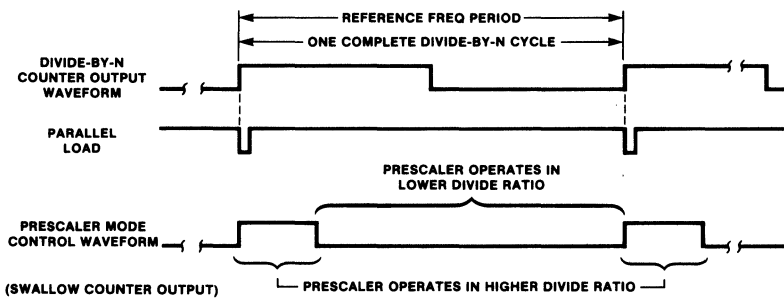 REFERENCE FREQ PERIOD
ONE COMPLETE DIVIDE-BY-N CYCLE
DIVIDE-BY-N
COUNTER OUTPUT
WAVEFORM
PARALLEL
LOAD
PRESCALER OPERATES IN
LOWER DIVIDE RATIO
PRESCALER MODE
CONTROL WAVEFORM
(SWALLOW COUNTER OUTPUT)
PRESCALER OPERATES IN HIGHER DIVIDE RATIO